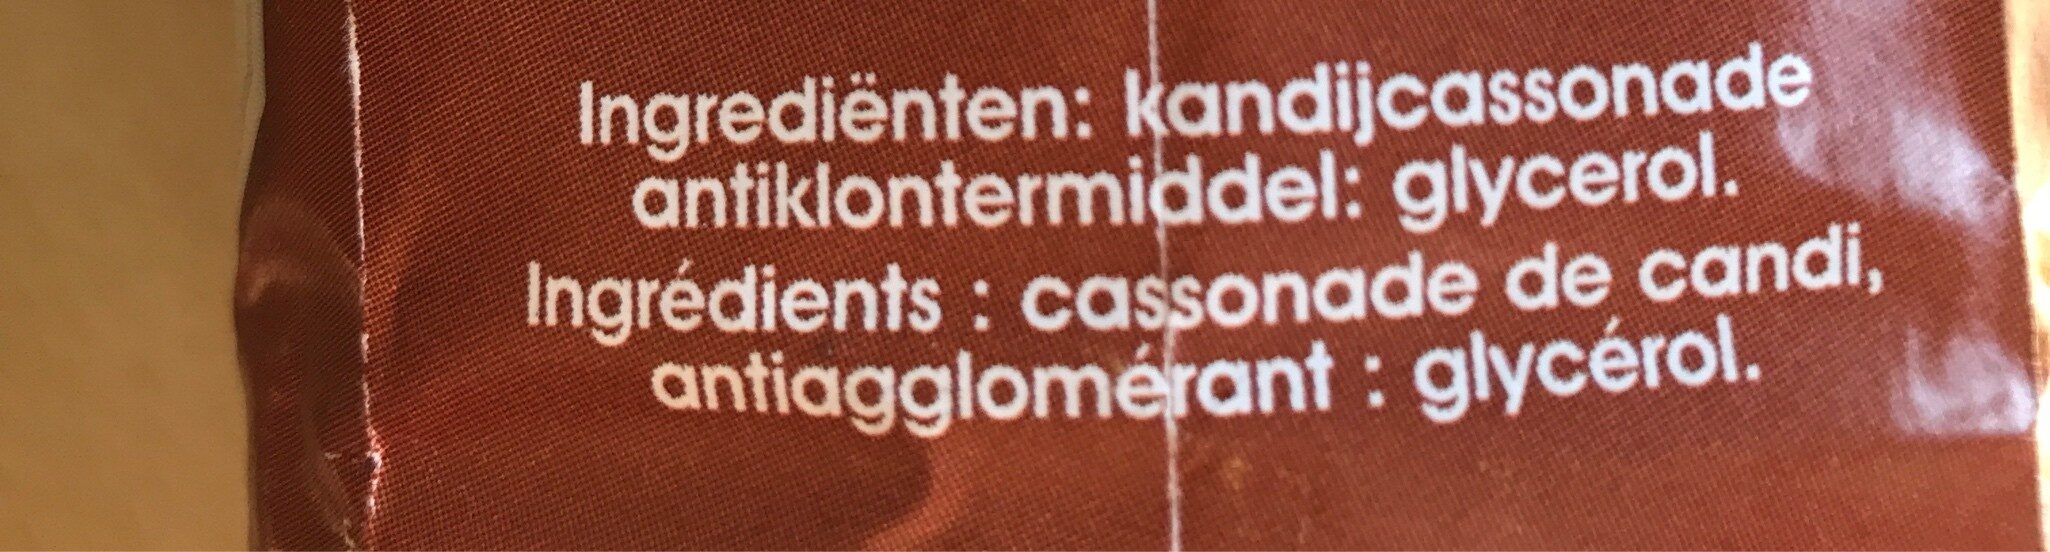 Ingrediënten: kandijcassonade
antiklontermiddel: glycerol.
Ingrédients : cassonade de candi,
antiagglomérant : glycérol.